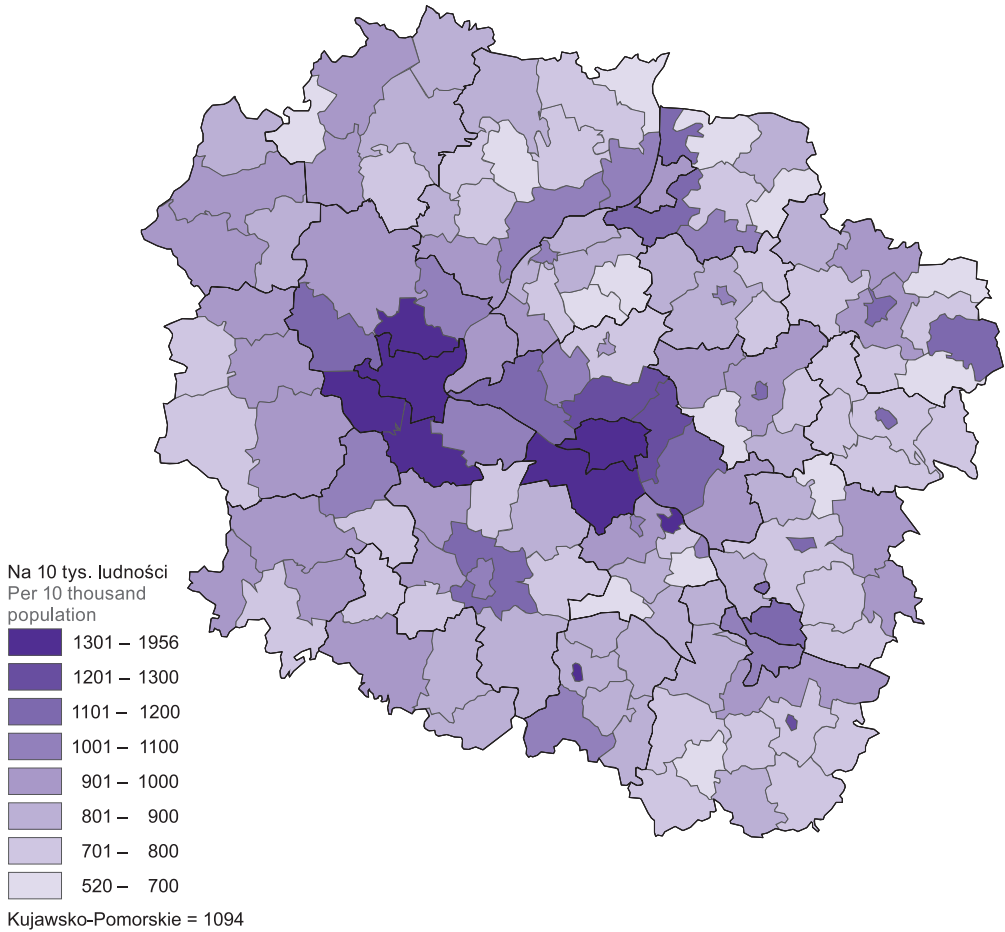 Na 10 tys. ludności
Per 10 thousand
population
1301 – 1956
1201 – 1300
1101 – 1200
1001 – 1100
901 – 1000
801 – 900
701 – 800
520 – 700
Kujawsko-Pomorskie = 1094